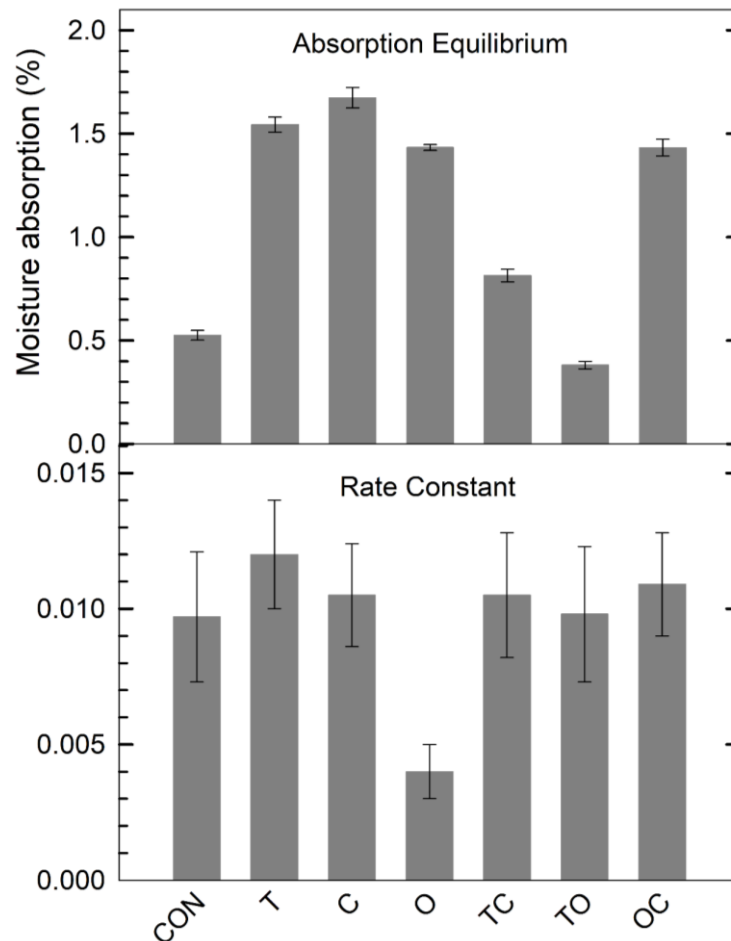 Absorption Equilibrium
Moisture absorption (%)
2.0
1.5
1.0
0.5
0.0
Rate Constant
0.015
0.010
0.005
0.000
CON T C O TC TO OC